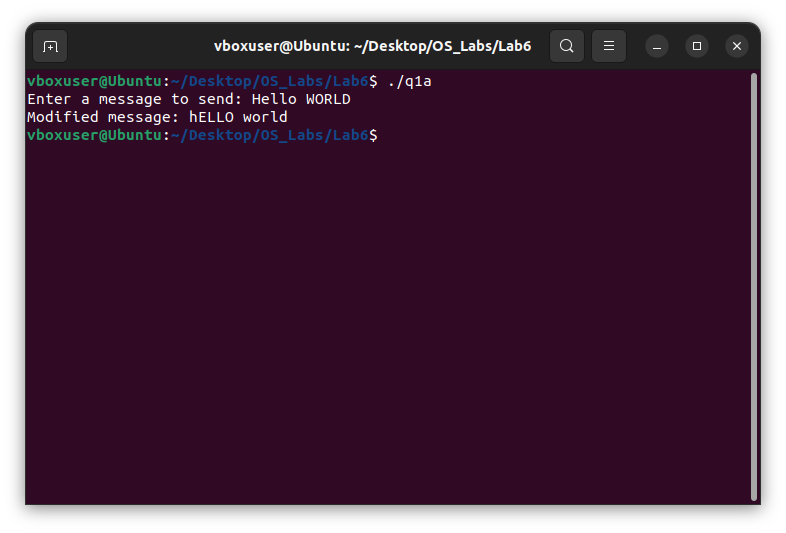 vboxuser@Ubuntu: ~/Desktop/OS_Labs/Lab6
vboxuser@Ubuntu:~/Desktop/OS_Labs/Lab6$ ./q1a
Enter a message to send: Hello WORLD
Modified message: hELLO world
vboxuser@Ubuntu:~/Desktop/OS_Labs/Lab6$